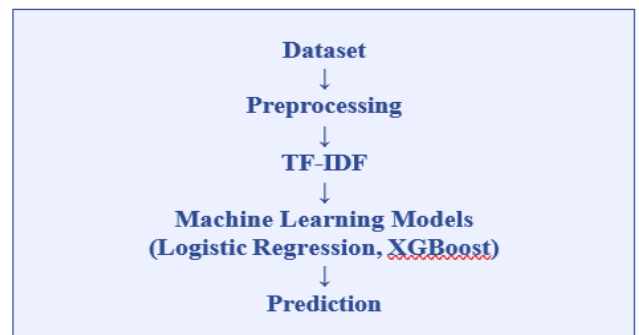 Dataset
↓
Preprocessing
↓
TF-IDF
↓
Machine Learning Models
(Logistic Regression, XGBoost)
↓
Prediction